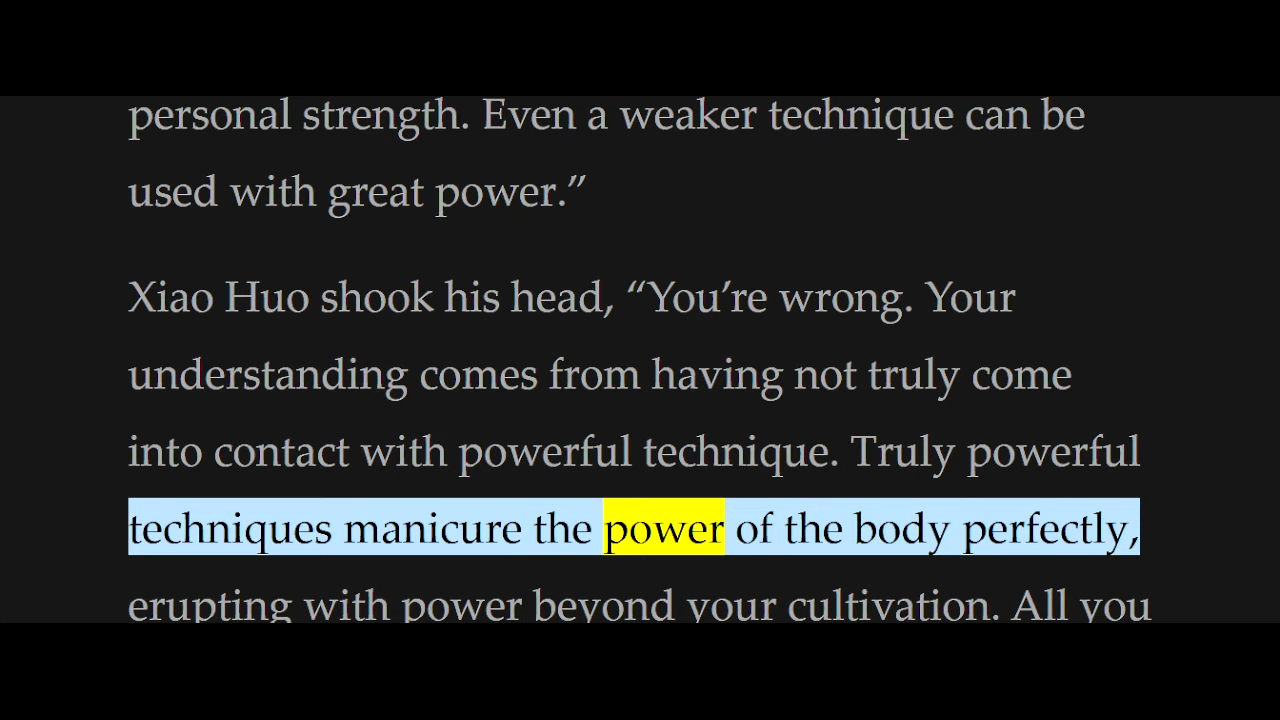 personal strength. Even a weaker technique can be
used with great power.”
Xiao Huo shook his head, “You’re wrong. Your
understanding comes from having not truly come
into contact with powerful technique. Truly powerful
techniques manicure the power of the body perfectly,
erupting with power beyond your cultivation. All you